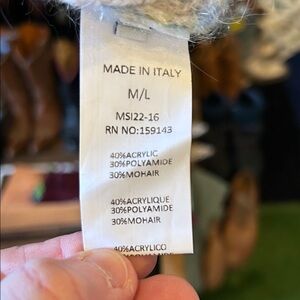 MADE IN ITALY
M/L
MSI22-16
RN NO:159143
40%ACRYLIC
30%POLYAMIDE
30%MOHAIR
40%ACRYLIQUE
30%POLYAMIDE
30%MOHAIR
40%ACRYLICO